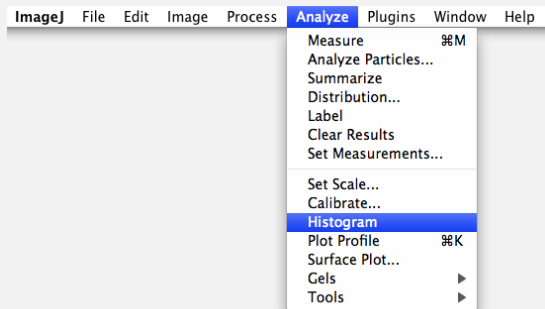 ImageJ File Edit Image Process Analyze Plugins Window Help
Measure ⌘M
Analyze Particles...
Summarize
Distribution...
Label
Clear Results
Set Measurements...
Set Scale...
Calibrate...
Histogram
Plot Profile ⌘K
Surface Plot...
Gels ▶
Tools ▶